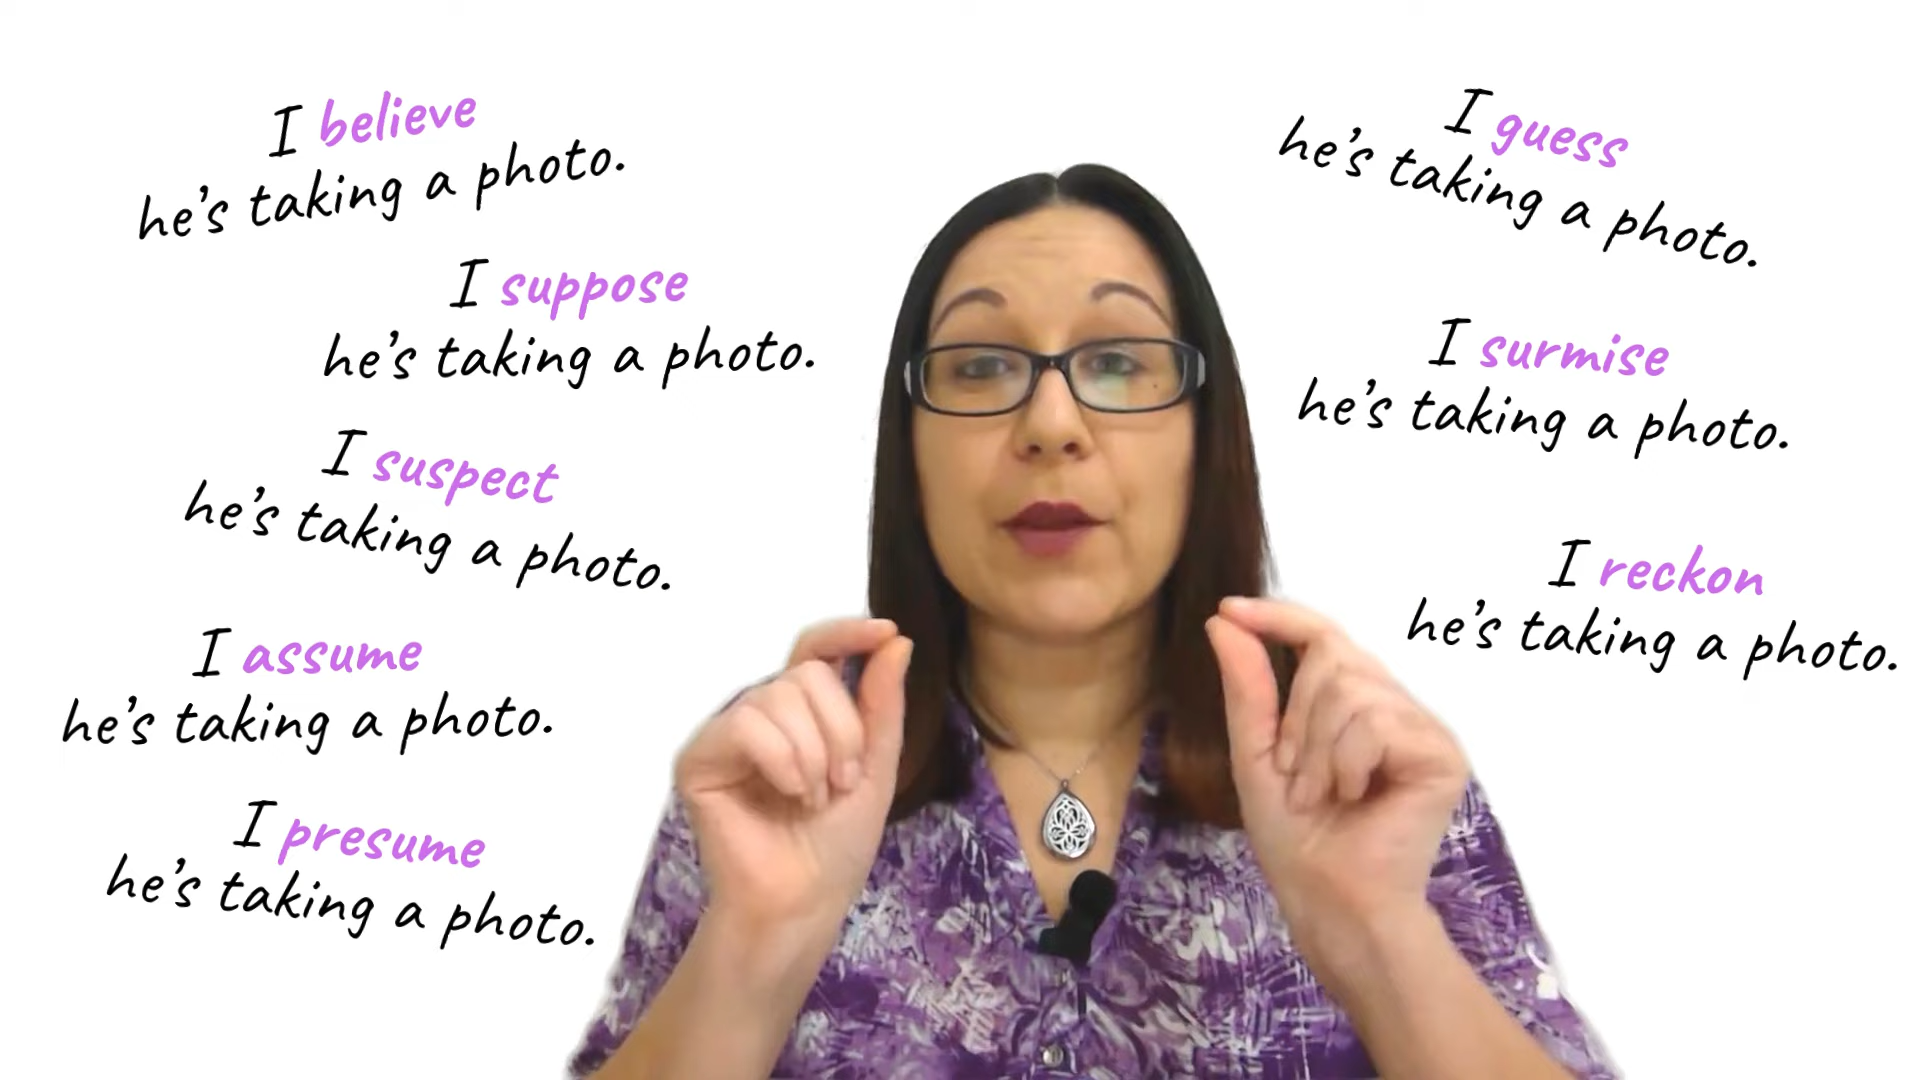 I believe
he's taking a photo.
I suppose
he's taking a photo.
I suspect
he's taking a photo.
I assume
he's taking a photo.
I presume
he's taking a photo.
I guess
he's taking a photo.
I surmise
he's taking a photo.
I reckon
he's taking a photo.